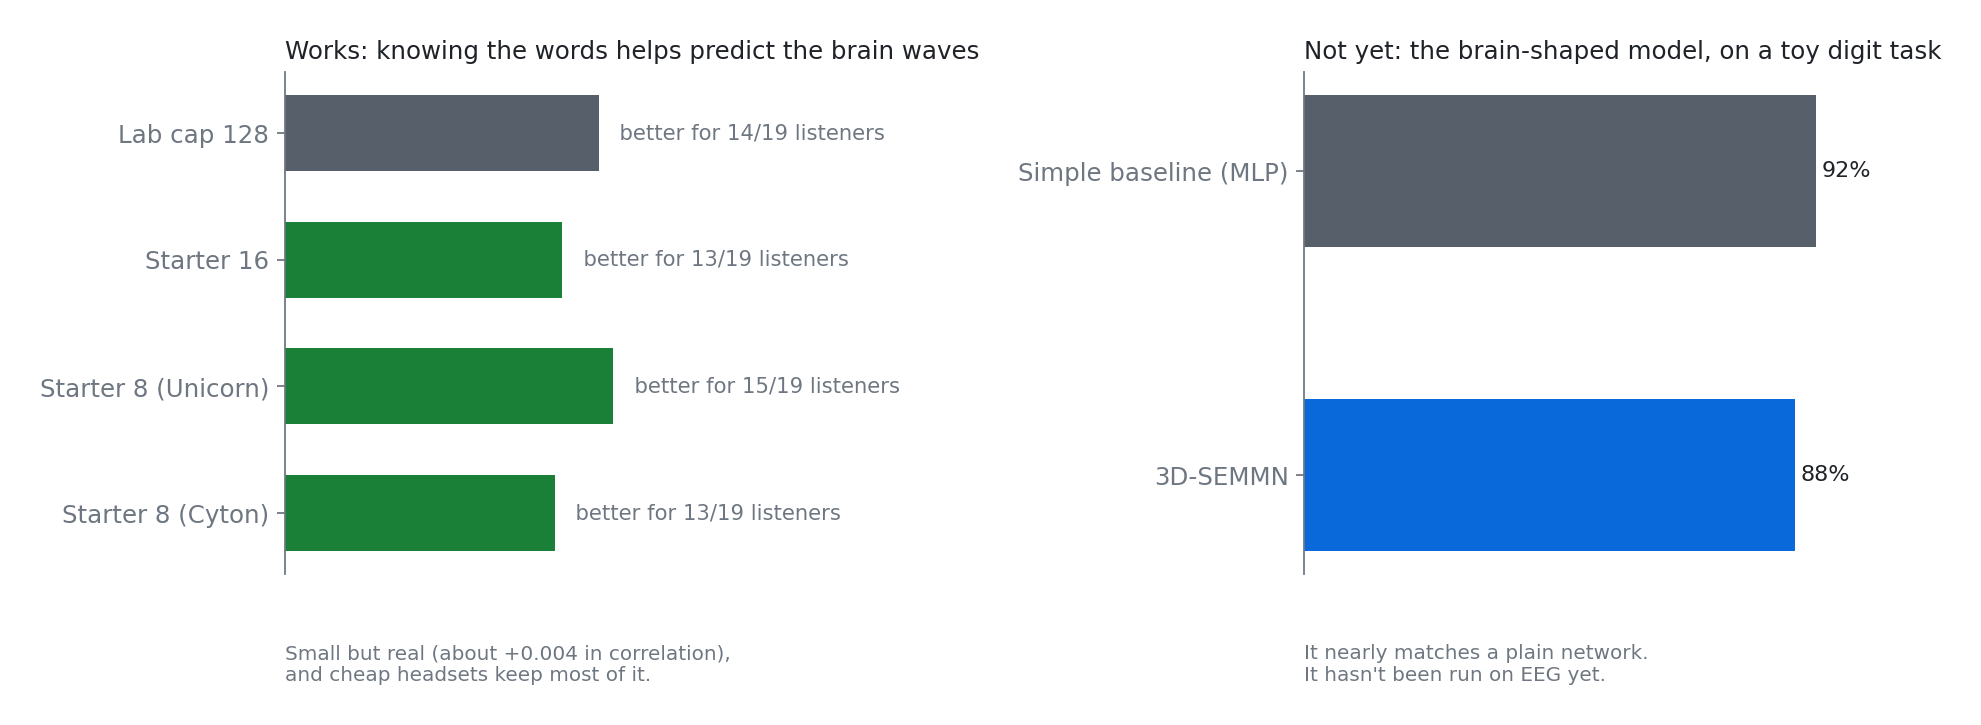 Works: knowing the words helps predict the brain waves
Lab cap 128
better for 14/19 listeners
Starter 16
better for 13/19 listeners
Starter 8 (Unicorn)
better for 15/19 listeners
Starter 8 (Cyton)
better for 13/19 listeners
Small but real (about +0.004 in correlation),
and cheap headsets keep most of it.
Not yet: the brain-shaped model, on a toy digit task
Simple baseline (MLP)
92%
3D-SEMMN
88%
It nearly matches a plain network.
It hasn't been run on EEG yet.